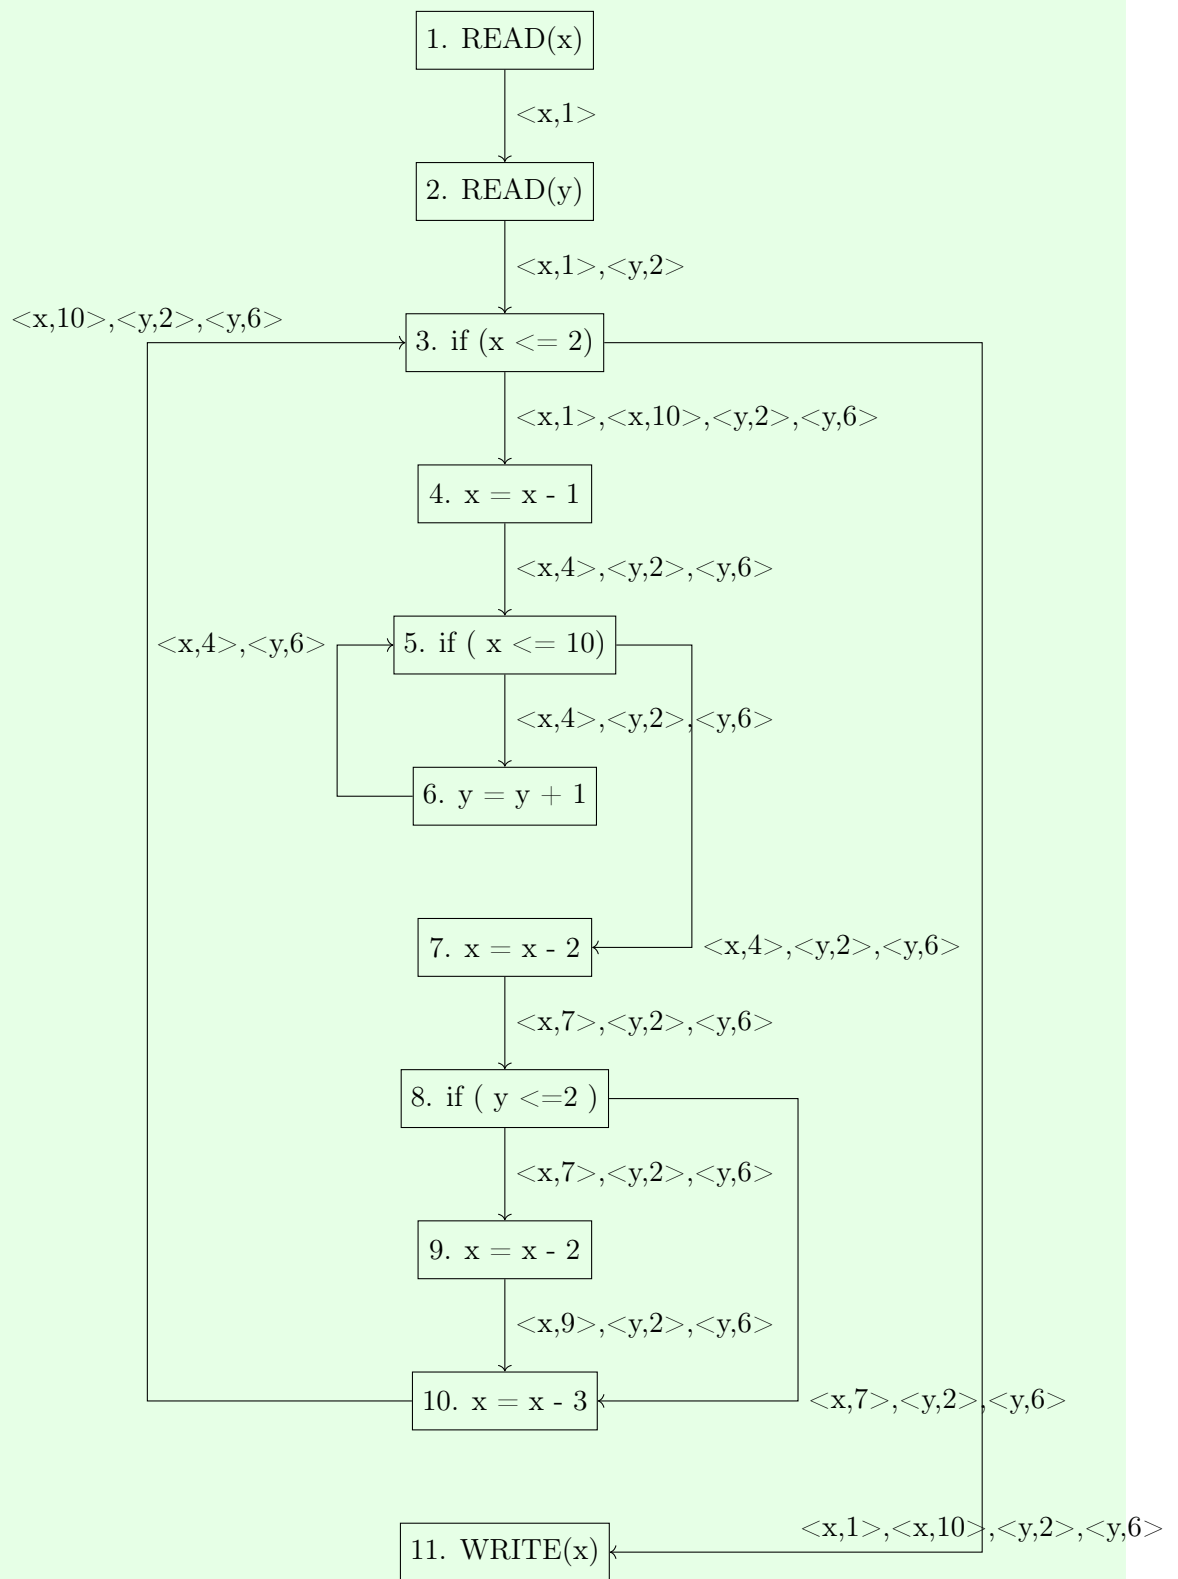 1. READ(x)
<x,1>
2. READ(y)
<x,1>,<y,2>
<x,10>,<y,2>,<y,6>
3. if (x <= 2)
<x,1>,<x,10>,<y,2>,<y,6>
4. x = x - 1
<x,4>,<y,2>,<y,6>
<x,4>,<y,6>
5. if ( x <= 10)
<x,4>,<y,2>,<y,6>
6. y = y + 1
7. x = x - 2
<x,4>,<y,2>,<y,6>
<x,7>,<y,2>,<y,6>
8. if ( y <=2 )
<x,7>,<y,2>,<y,6>
9. x = x - 2
<x,9>,<y,2>,<y,6>
10. x = x - 3
<x,7>,<y,2>,<y,6>
<x,1>,<x,10>,<y,2>,<y,6>
11. WRITE(x)